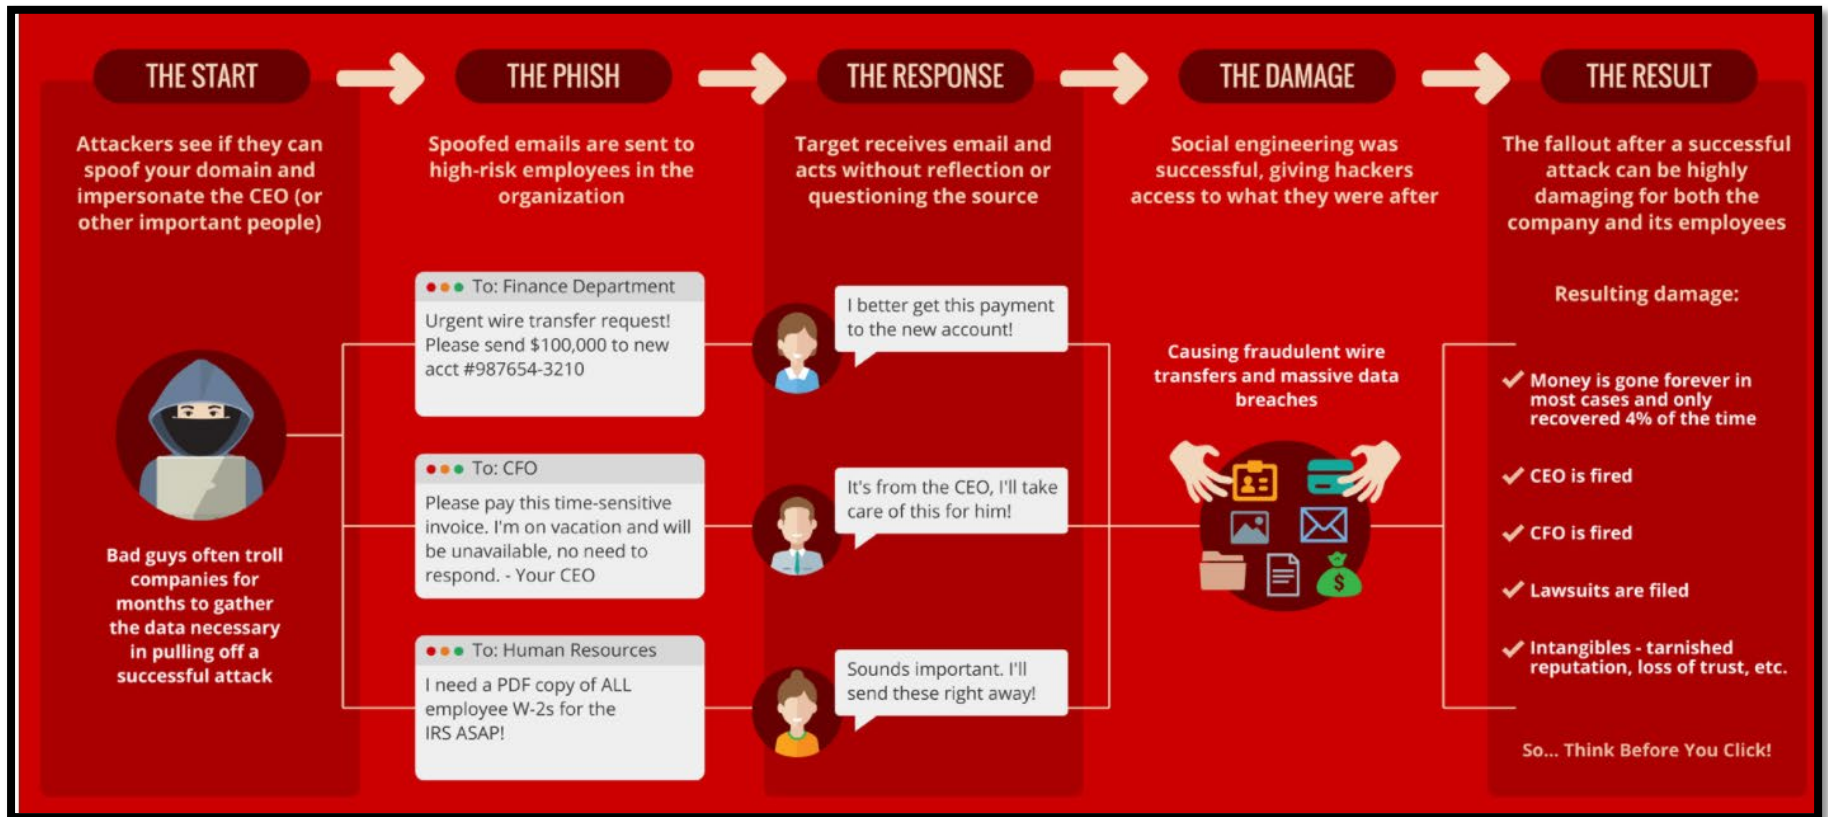 THE START
Attackers see if they can
spoof your domain and
impersonate the CEO (or
other important people)
Bad guys often troll
companies for
months to gather
the data necessary
in pulling off a
successful attack
THE PHISH
Spoofed emails are sent to
high-risk employees in the
organization
To: Finance Department
Urgent wire transfer request!
Please send $100,000 to new
acct #987654-3210
To: CFO
Please pay this time-sensitive
invoice. I'm on vacation and will
be unavailable, no need to
respond. - Your CEO
To: Human Resources
I need a PDF copy of ALL
employee W-2s for the
IRS ASAP!
THE RESPONSE
Target receives email and
acts without reflection or
questioning the source
I better get this payment
to the new account!
It's from the CEO, I'll take
care of this for him!
Sounds important. I'll
send these right away!
THE DAMAGE
Social engineering was
successful, giving hackers
access to what they were after
Causing fraudulent wire
transfers and massive data
breaches
$
THE RESULT
The fallout after a successful
attack can be highly
damaging for both the
company and its employees
Resulting damage:
Money is gone forever in
most cases and only
recovered 4% of the time
CEO is fired
CFO is fired
Lawsuits are filed
Intangibles - tarnished
reputation, loss of trust, etc.
So... Think Before You Click!